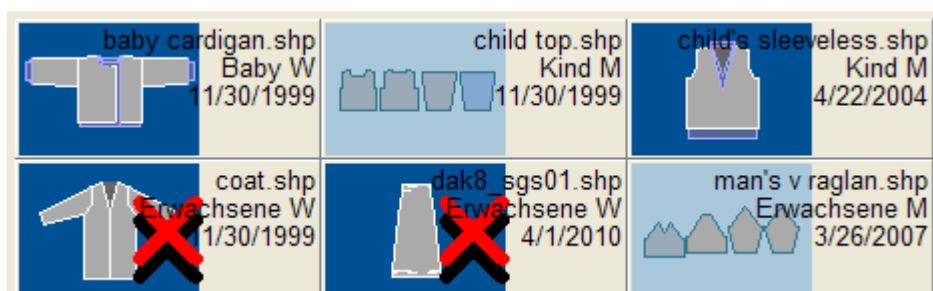 baby cardigan.shp
Baby W
11/30/1999
child top.shp
Kind M
11/30/1999
child's sleeveless.shp
Kind M
4/22/2004
coat.shp
Erwachsene W
1/30/1999
dak8_sgs01.shp
Erwachsene W
4/1/2010
man's v raglan.shp
Erwachsene M
3/26/2007